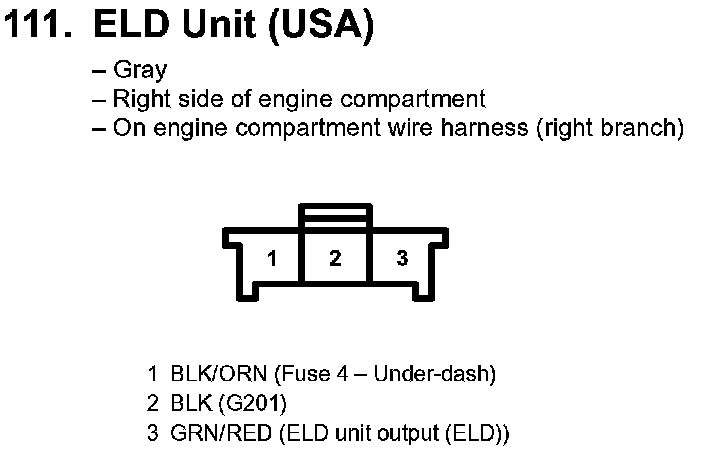 111. ELD Unit (USA)
– Gray
– Right side of engine compartment
– On engine compartment wire harness (right branch)
1 2 3
1 BLK/ORN (Fuse 4 – Under-dash)
2 BLK (G201)
3 GRN/RED (ELD unit output (ELD))